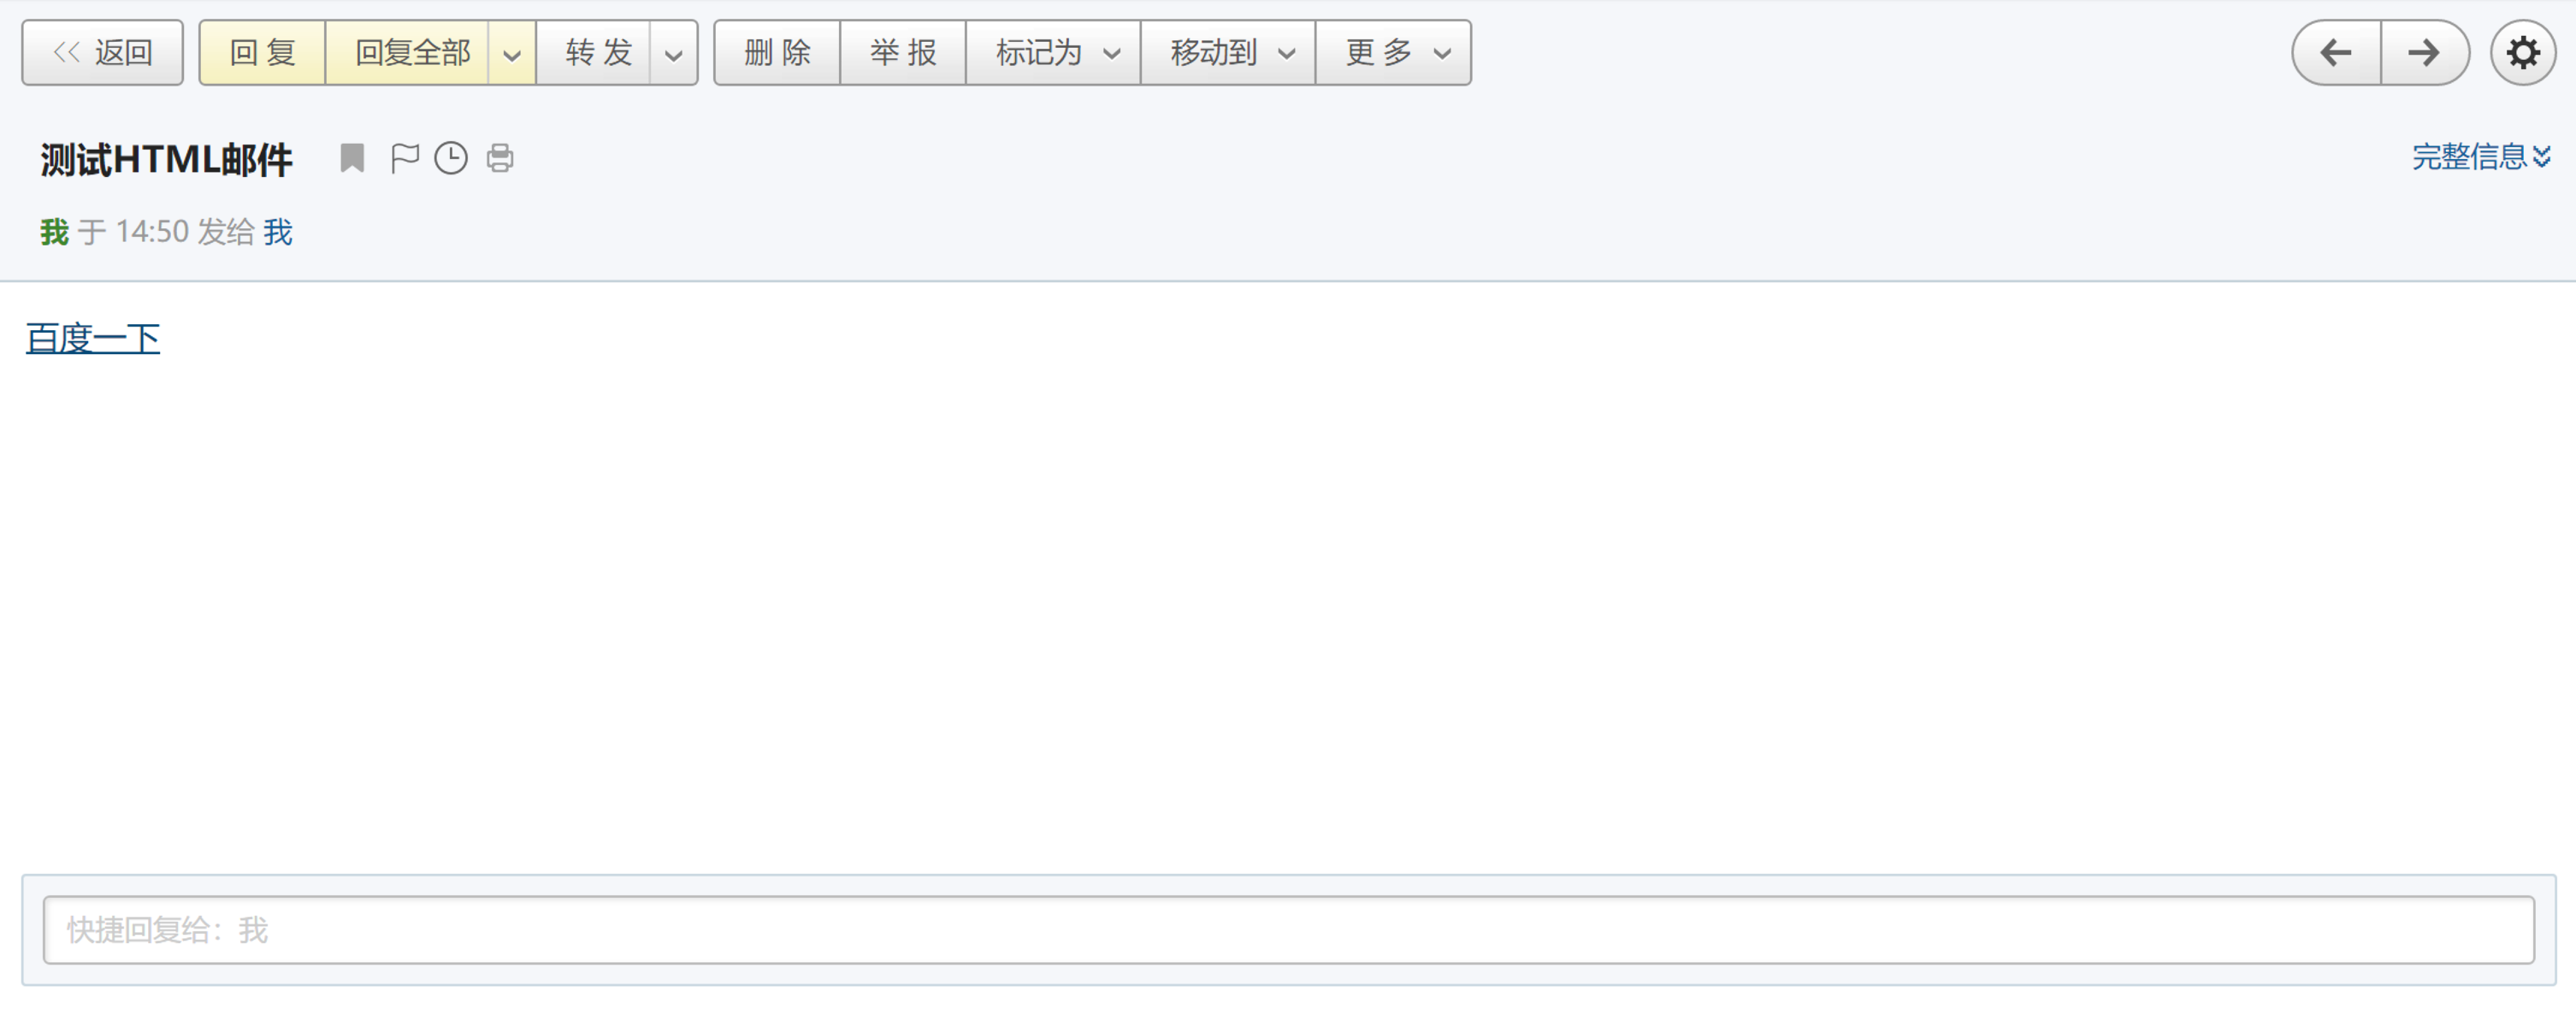 << 返回 回 复 回复全部 转 发 删 除 举 报 标记为 移动到 更 多
测试HTML邮件 完整信息
我 于 14:50 发给 我
百度一下
快捷回复给：我